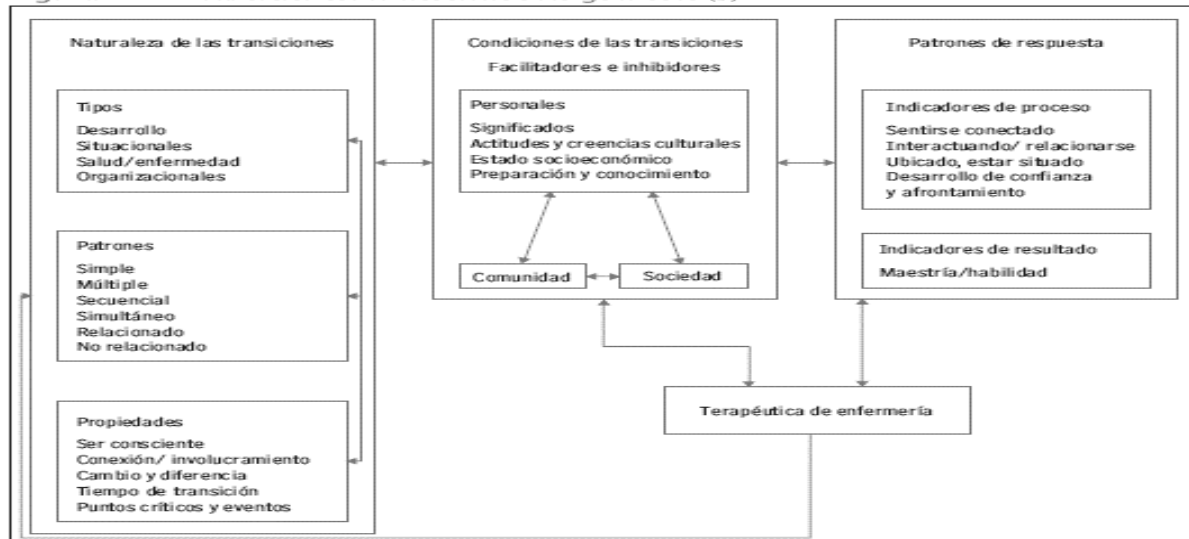 Naturaleza de las transiciones
Tipos
Desarrollo
Situacionales
Salud/enfermedad
Organizacionales
Patrones
Simple
Múltiple
Secuencial
Simultáneo
Relacionado
No relacionado
Propiedades
Ser consciente
Conexión/ involucramiento
Cambio y diferencia
Tiempo de transición
Puntos críticos y eventos
Condiciones de las transiciones
Facilitadores e inhibidores
Personales
Significados
Actitudes y creencias culturales
Estado socioeconómico
Preparación y conocimiento
Comunidad
Sociedad
Patrones de respuesta
Indicadores de proceso
Sentirse conectado
Interactuando/ relacionarse
Ubicado, estar situado
Desarrollo de confianza
y afrontamiento
Indicadores de resultado
Maestría/habilidad
Terapéutica de enfermería